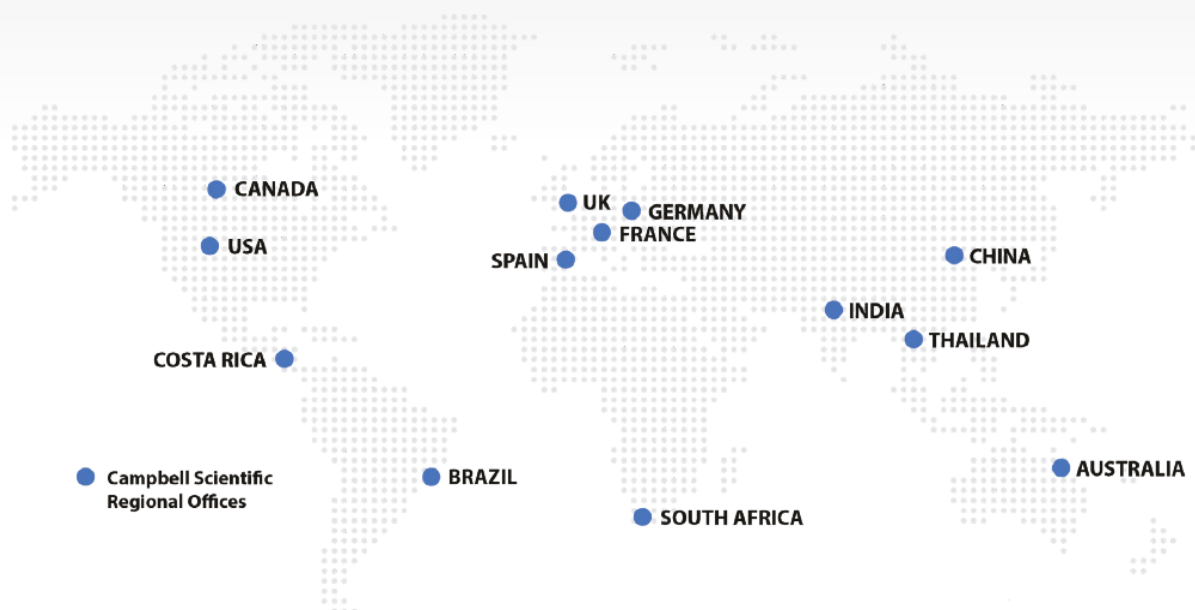 CANADA
UK
GERMANY
FRANCE
USA
SPAIN
CHINA
INDIA
THAILAND
COSTA RICA
Campbell Scientific
Regional Offices
BRAZIL
AUSTRALIA
SOUTH AFRICA